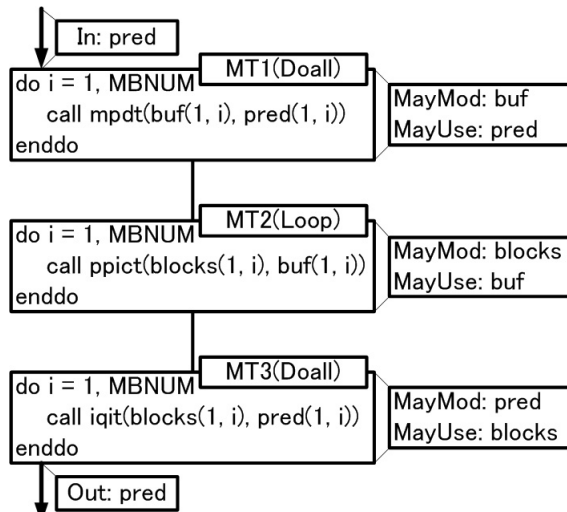 In: pred
MT1(Doall)
do i = 1, MBNUM
call mpdt(buf(1, i), pred(1, i))
enddo
MayMod: buf
MayUse: pred
MT2(Loop)
do i = 1, MBNUM
call ppict(blocks(1, i), buf(1, i))
enddo
MayMod: blocks
MayUse: buf
MT3(Doall)
do i = 1, MBNUM
call iqit(blocks(1, i), pred(1, i))
enddo
MayMod: pred
MayUse: blocks
Out: pred